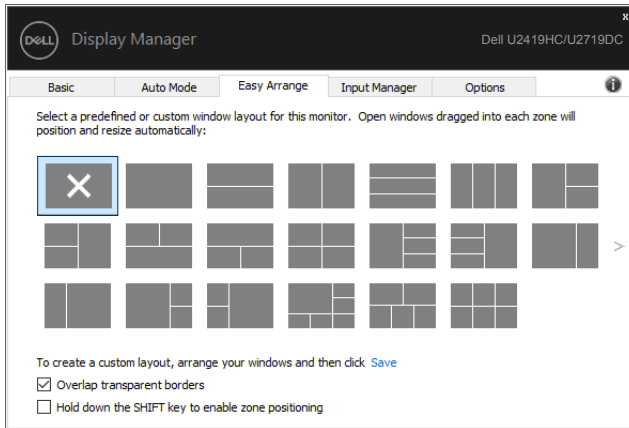 x
DELL Display Manager
Dell U2419HC/U2719DC
Basic Auto Mode Easy Arrange Input Manager Options
Select a predefined or custom window layout for this monitor. Open windows dragged into each zone will
position and resize automatically:
To create a custom layout, arrange your windows and then click Save
Overlap transparent borders
Hold down the SHIFT key to enable zone positioning